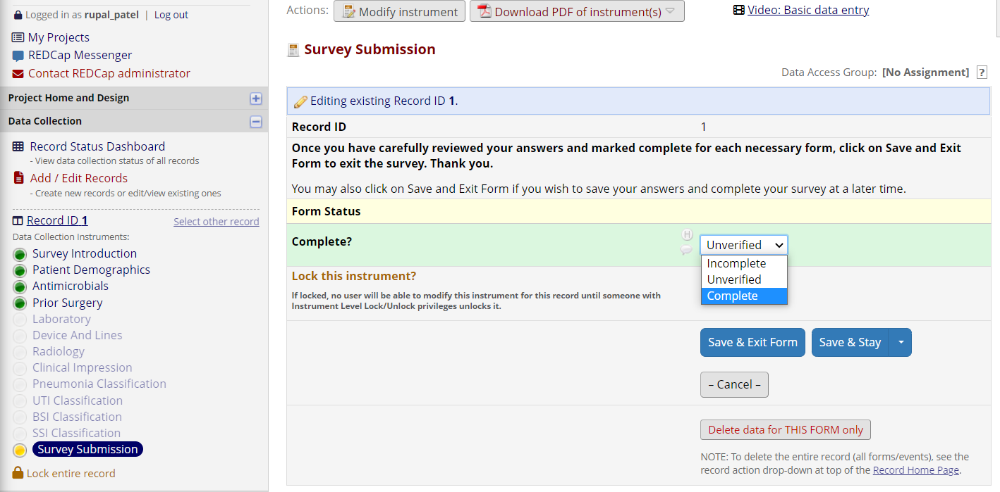 Logged in as rupal_patel | Log out
My Projects
REDCap Messenger
Contact REDCap administrator
Project Home and Design
Data Collection
Record Status Dashboard
- View data collection status of all records
Add / Edit Records
- Create new records or edit/view existing ones
Record ID 1 Select other record
Data Collection Instruments:
Survey Introduction
Patient Demographics
Antimicrobials
Prior Surgery
Laboratory
Device And Lines
Radiology
Clinical Impression
Pneumonia Classification
UTI Classification
BSI Classification
SSI Classification
Survey Submission
Lock entire record
Actions: Modify instrument Download PDF of instrument(s) Video: Basic data entry
Survey Submission
Data Access Group: [No Assignment] ?
Editing existing Record ID 1.
Record ID 1
Once you have carefully reviewed your answers and marked complete for each necessary form, click on Save and Exit
Form to exit the survey. Thank you.
You may also click on Save and Exit Form if you wish to save your answers and complete your survey at a later time.
Form Status
Complete? H Unverified
Incomplete
Unverified
Complete
Lock this instrument?
If locked, no user will be able to modify this instrument for this record until someone with
Instrument Level Lock/Unlock privileges unlocks it.
Save & Exit Form Save & Stay
– Cancel –
Delete data for THIS FORM only
NOTE: To delete the entire record (all forms/events), see the
record action drop-down at top of the Record Home Page.